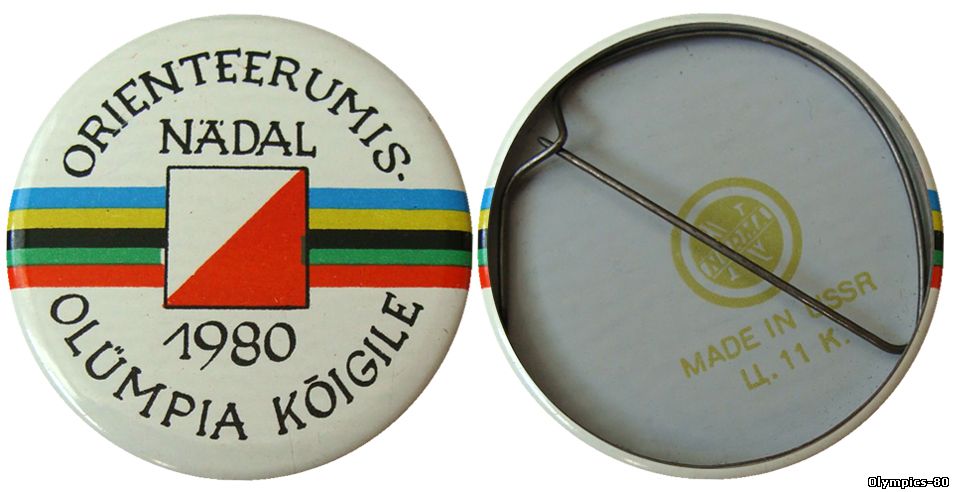 ORIENTEERUMIS.
NÄDAL
1980
OLÜMPIA KÕIGILE
MADE IN USSR
Ц. 11 К.
Olympics-80